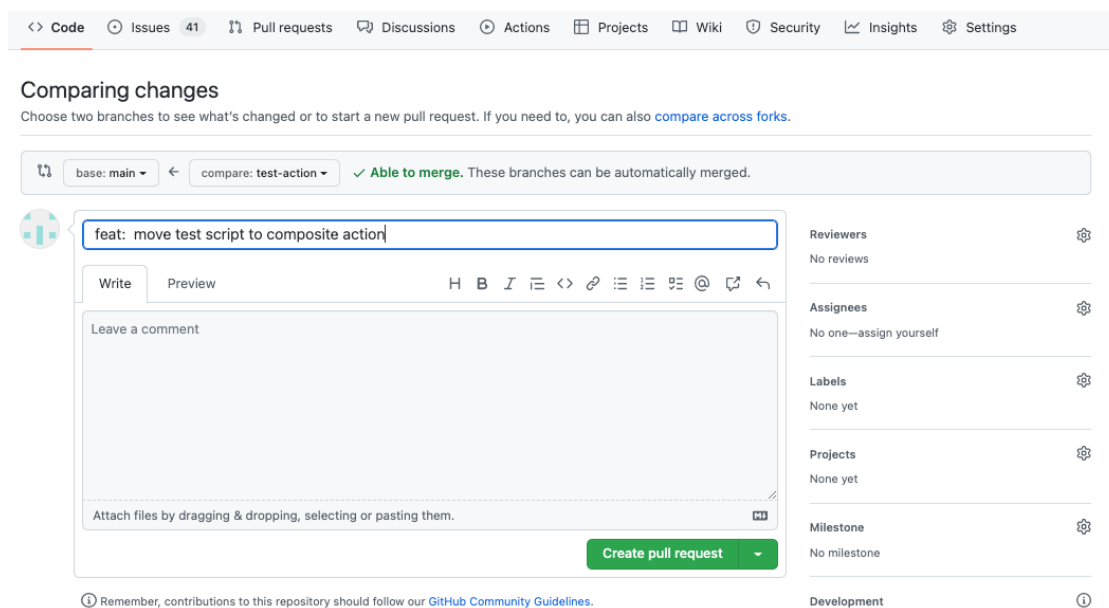 Code Issues 41 Pull requests Discussions Actions Projects Wiki Security Insights Settings
Comparing changes
Choose two branches to see what's changed or to start a new pull request. If you need to, you can also compare across forks.
base: main compare: test-action Able to merge. These branches can be automatically merged.
feat:  move test script to composite action
Write Preview
Leave a comment
Attach files by dragging & dropping, selecting or pasting them.
Create pull request
Remember, contributions to this repository should follow our GitHub Community Guidelines.
Reviewers
No reviews
Assignees
No one—assign yourself
Labels
None yet
Projects
None yet
Milestone
No milestone
Development